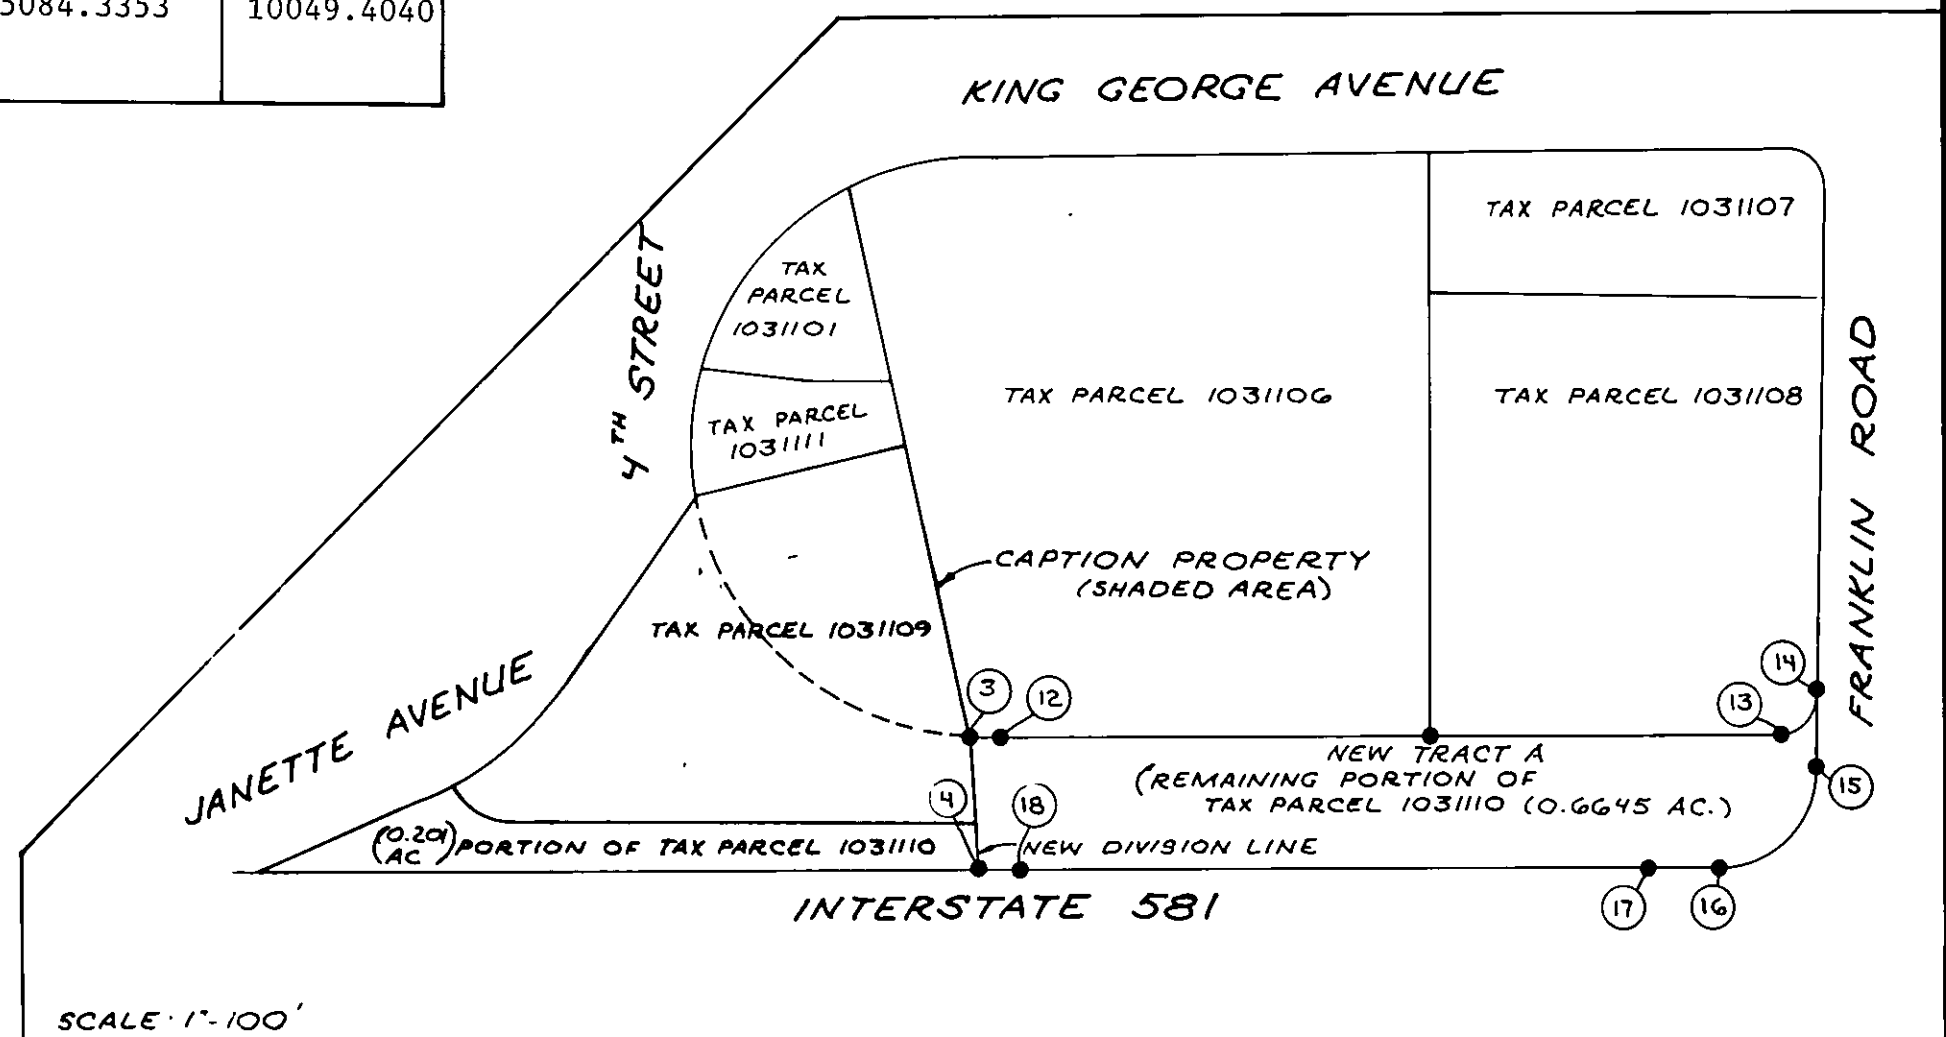 5084.3353 10049.4040
KING GEORGE AVENUE
TAX PARCEL 1031107
4TH STREET
TAX
PARCEL
1031101
TAX PARCEL 1031106
TAX PARCEL 1031108
FRANKLIN ROAD
TAX PARCEL
1031111
CAPTION PROPERTY
(SHADED AREA)
TAX PARCEL 1031109
JANETTE AVENUE
3
12
13
14
NEW TRACT A
(REMAINING PORTION OF
TAX PARCEL 1031110 (0.6645 AC.)
15
4
18
(0.201
AC)
PORTION OF TAX PARCEL 1031110
NEW DIVISION LINE
INTERSTATE 581
17
16
SCALE: 1"-100'